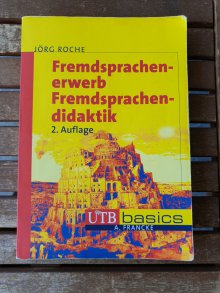 JÖRG ROCHE
Fremdsprachen-
erwerb
Fremdsprachen-
didaktik
2. Auflage
UTB basics
A. FRANCKE